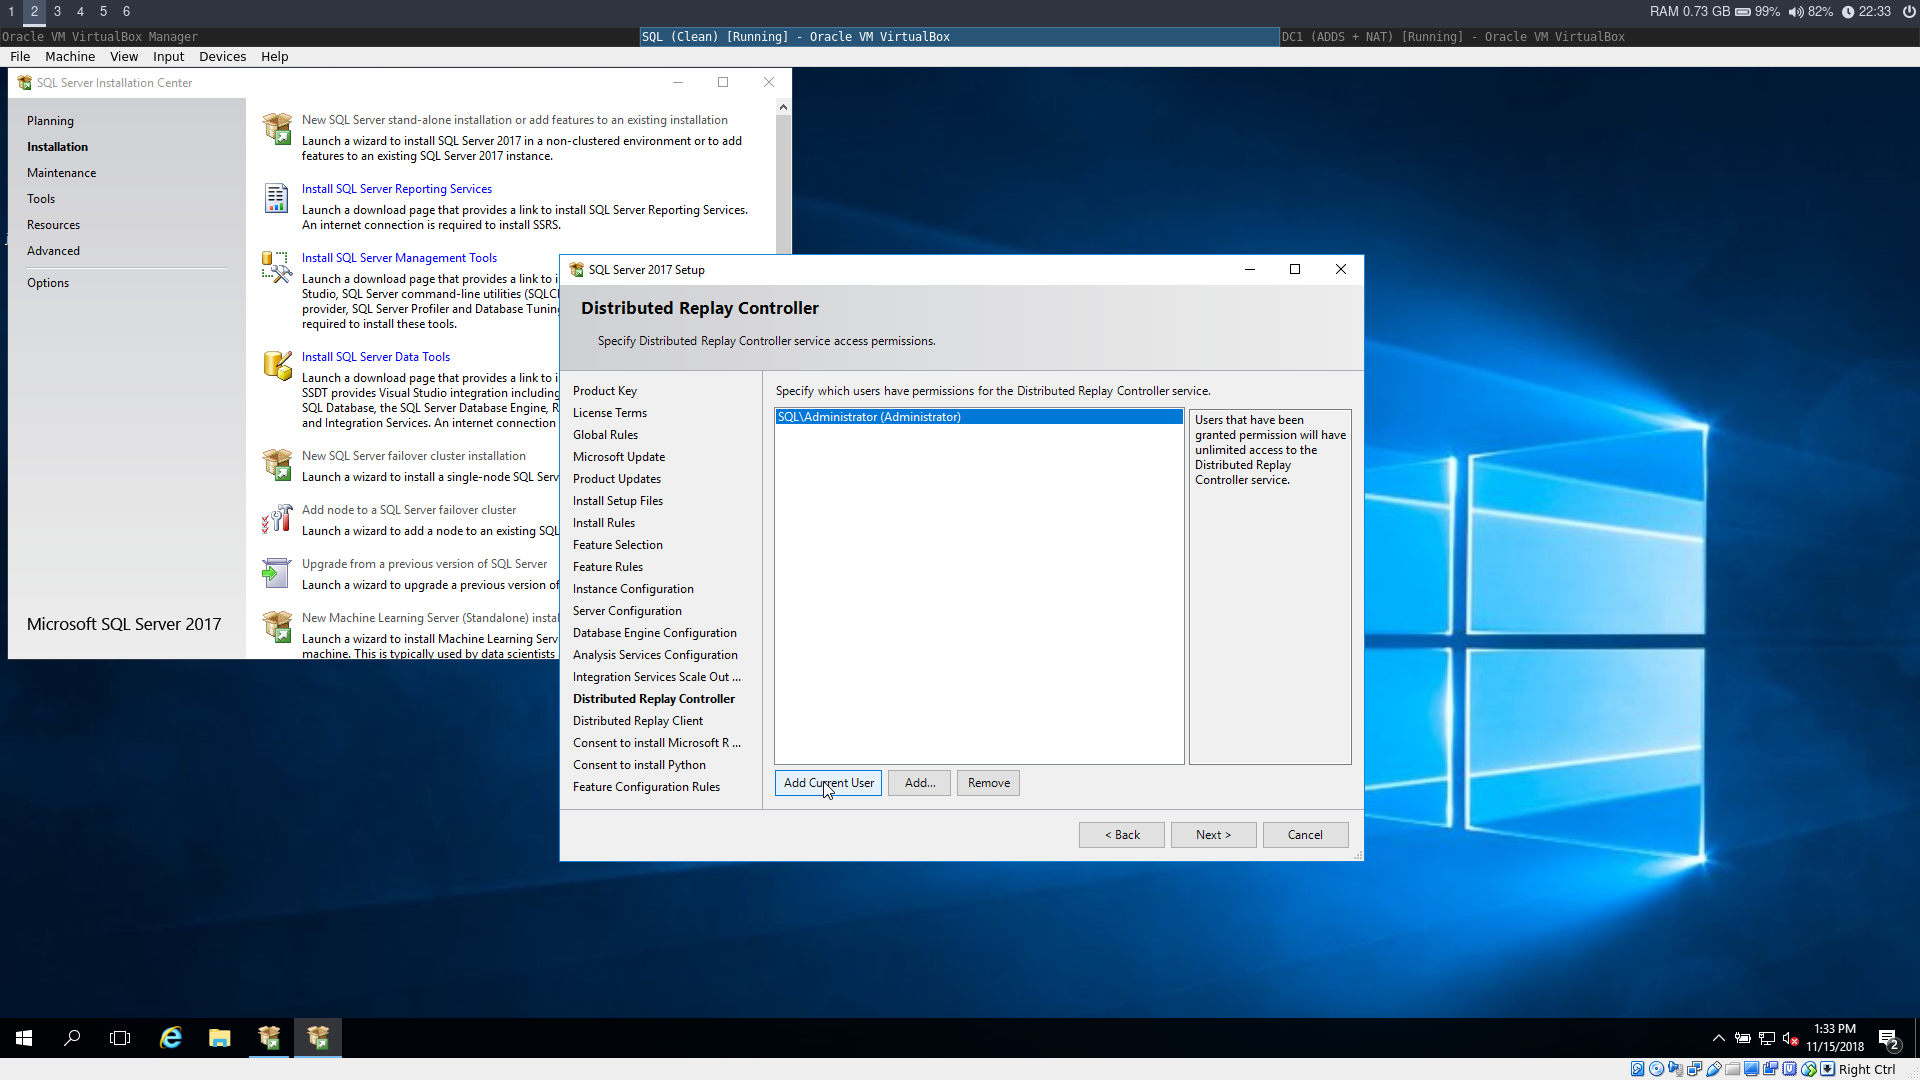 1 2 3 4 5 6
RAM 0.73 GB 99% 82% 22:33
Oracle VM VirtualBox Manager
SQL (Clean) [Running] - Oracle VM VirtualBox
DC1 (ADDS + NAT) [Running] - Oracle VM VirtualBox
File Machine View Input Devices Help
SQL Server Installation Center
Planning
Installation
Maintenance
Tools
Resources
Advanced
Options
Microsoft SQL Server 2017
New SQL Server stand-alone installation or add features to an existing installation
Launch a wizard to install SQL Server 2017 in a non-clustered environment or to add
features to an existing SQL Server 2017 instance.
Install SQL Server Reporting Services
Launch a download page that provides a link to install SQL Server Reporting Services.
An internet connection is required to install SSRS.
Install SQL Server Management Tools
Launch a download page that provides a link to i
Studio, SQL Server command-line utilities (SQLC
provider, SQL Server Profiler and Database Tunin
required to install these tools.
Install SQL Server Data Tools
Launch a download page that provides a link to i
SSDT provides Visual Studio integration including
SQL Database, the SQL Server Database Engine, R
and Integration Services. An internet connection
New SQL Server failover cluster installation
Launch a wizard to install a single-node SQL Serv
Add node to a SQL Server failover cluster
Launch a wizard to add a node to an existing SQL
Upgrade from a previous version of SQL Server
Launch a wizard to upgrade a previous version of
New Machine Learning Server (Standalone) instal
Launch a wizard to install Machine Learning Serv
machine. This is typically used by data scientists
SQL Server 2017 Setup
Distributed Replay Controller
Specify Distributed Replay Controller service access permissions.
Product Key
License Terms
Global Rules
Microsoft Update
Product Updates
Install Setup Files
Install Rules
Feature Selection
Feature Rules
Instance Configuration
Server Configuration
Database Engine Configuration
Analysis Services Configuration
Integration Services Scale Out ...
Distributed Replay Controller
Distributed Replay Client
Consent to install Microsoft R ...
Consent to install Python
Feature Configuration Rules
Specify which users have permissions for the Distributed Replay Controller service.
SQL\Administrator (Administrator)
Users that have been
granted permission will have
unlimited access to the
Distributed Replay
Controller service.
Add Current User Add... Remove
< Back Next > Cancel
1:33 PM
11/15/2018
2
Right Ctrl